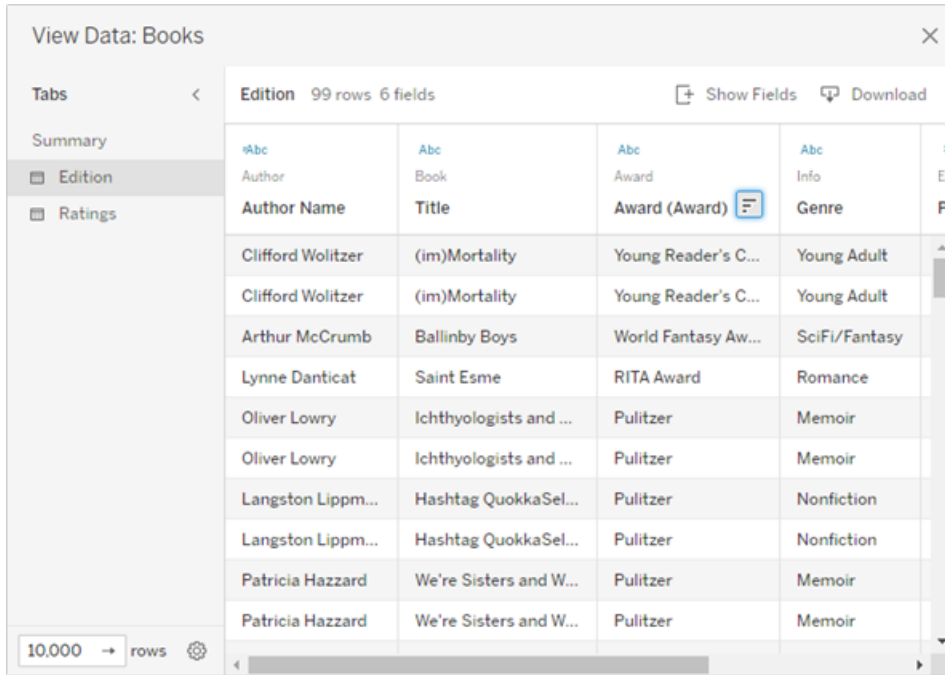 View Data: Books
Tabs
Edition 99 rows 6 fields
Show Fields
Download
Summary
Edition
Ratings
Abc Abc Abc Abc
Author Book Award Info E
Author Name Title Award (Award) Genre
Clifford Wolitzer (im)Mortality Young Reader's C... Young Adult
Clifford Wolitzer (im)Mortality Young Reader's C... Young Adult
Arthur McCrumb Ballinby Boys World Fantasy Aw... SciFi/Fantasy
Lynne Danticat Saint Esme RITA Award Romance
Oliver Lowry Ichthyologists and ... Pulitzer Memoir
Oliver Lowry Ichthyologists and ... Pulitzer Memoir
Langston Lippm... Hashtag QuokkaSel... Pulitzer Nonfiction
Langston Lippm... Hashtag QuokkaSel... Pulitzer Nonfiction
Patricia Hazzard We're Sisters and W... Pulitzer Memoir
Patricia Hazzard We're Sisters and W... Pulitzer Memoir
10,000 → rows